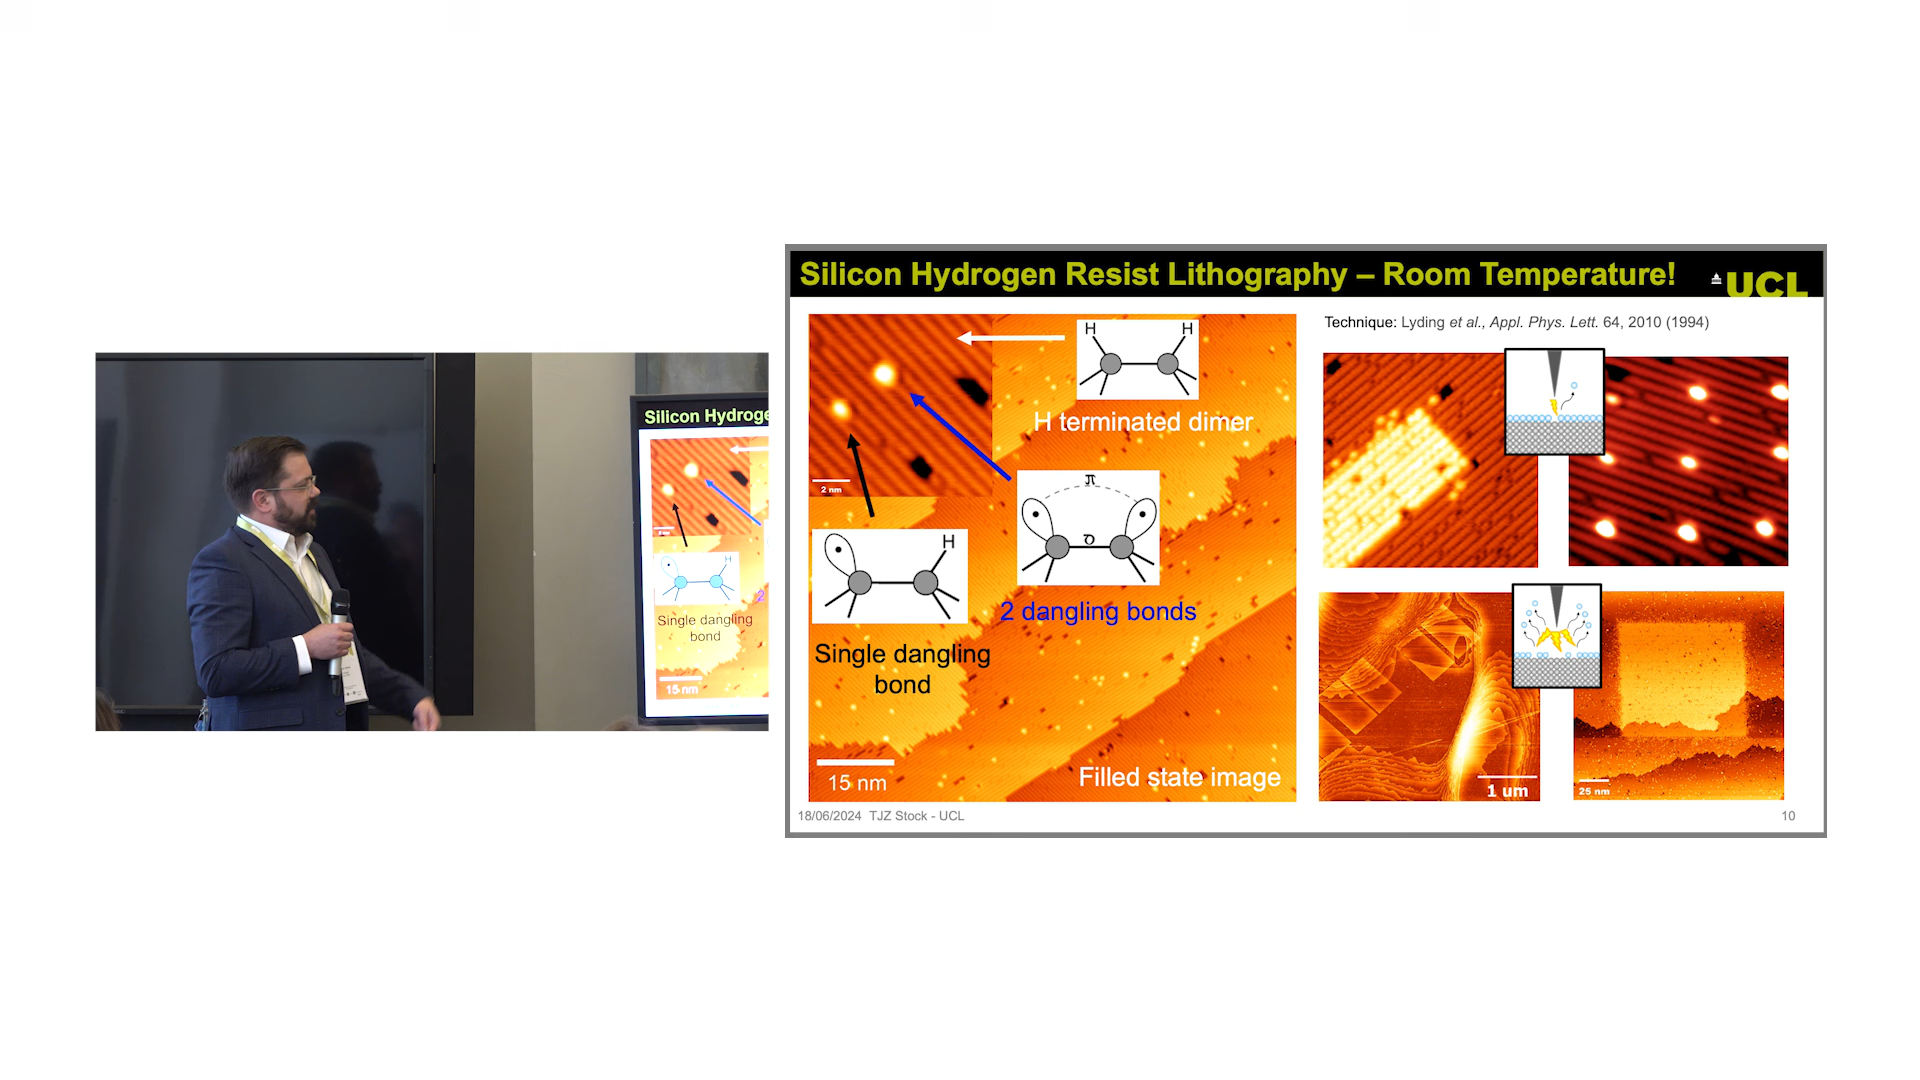 Silicon Hydroge
H
Single dangling
bond
15 nm
Silicon Hydrogen Resist Lithography – Room Temperature!
UCL
Technique: Lyding et al., Appl. Phys. Lett. 64, 2010 (1994)
H H
H terminated dimer
2 nm
π
σ
H
2 dangling bonds
Single dangling
bond
15 nm
Filled state image
1 um
25 nm
18/06/2024 TJZ Stock - UCL
10